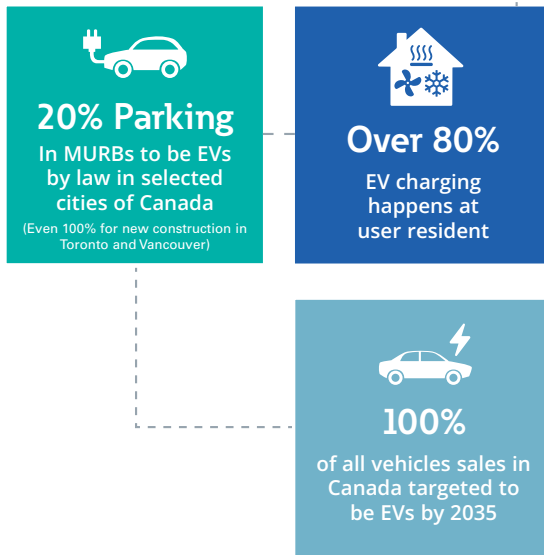 20% Parking
In MURBs to be EVs
by law in selected
cities of Canada
(Even 100% for new construction in
Toronto and Vancouver)
Over 80%
EV charging
happens at
user resident
100%
of all vehicles sales in
Canada targeted to
be EVs by 2035